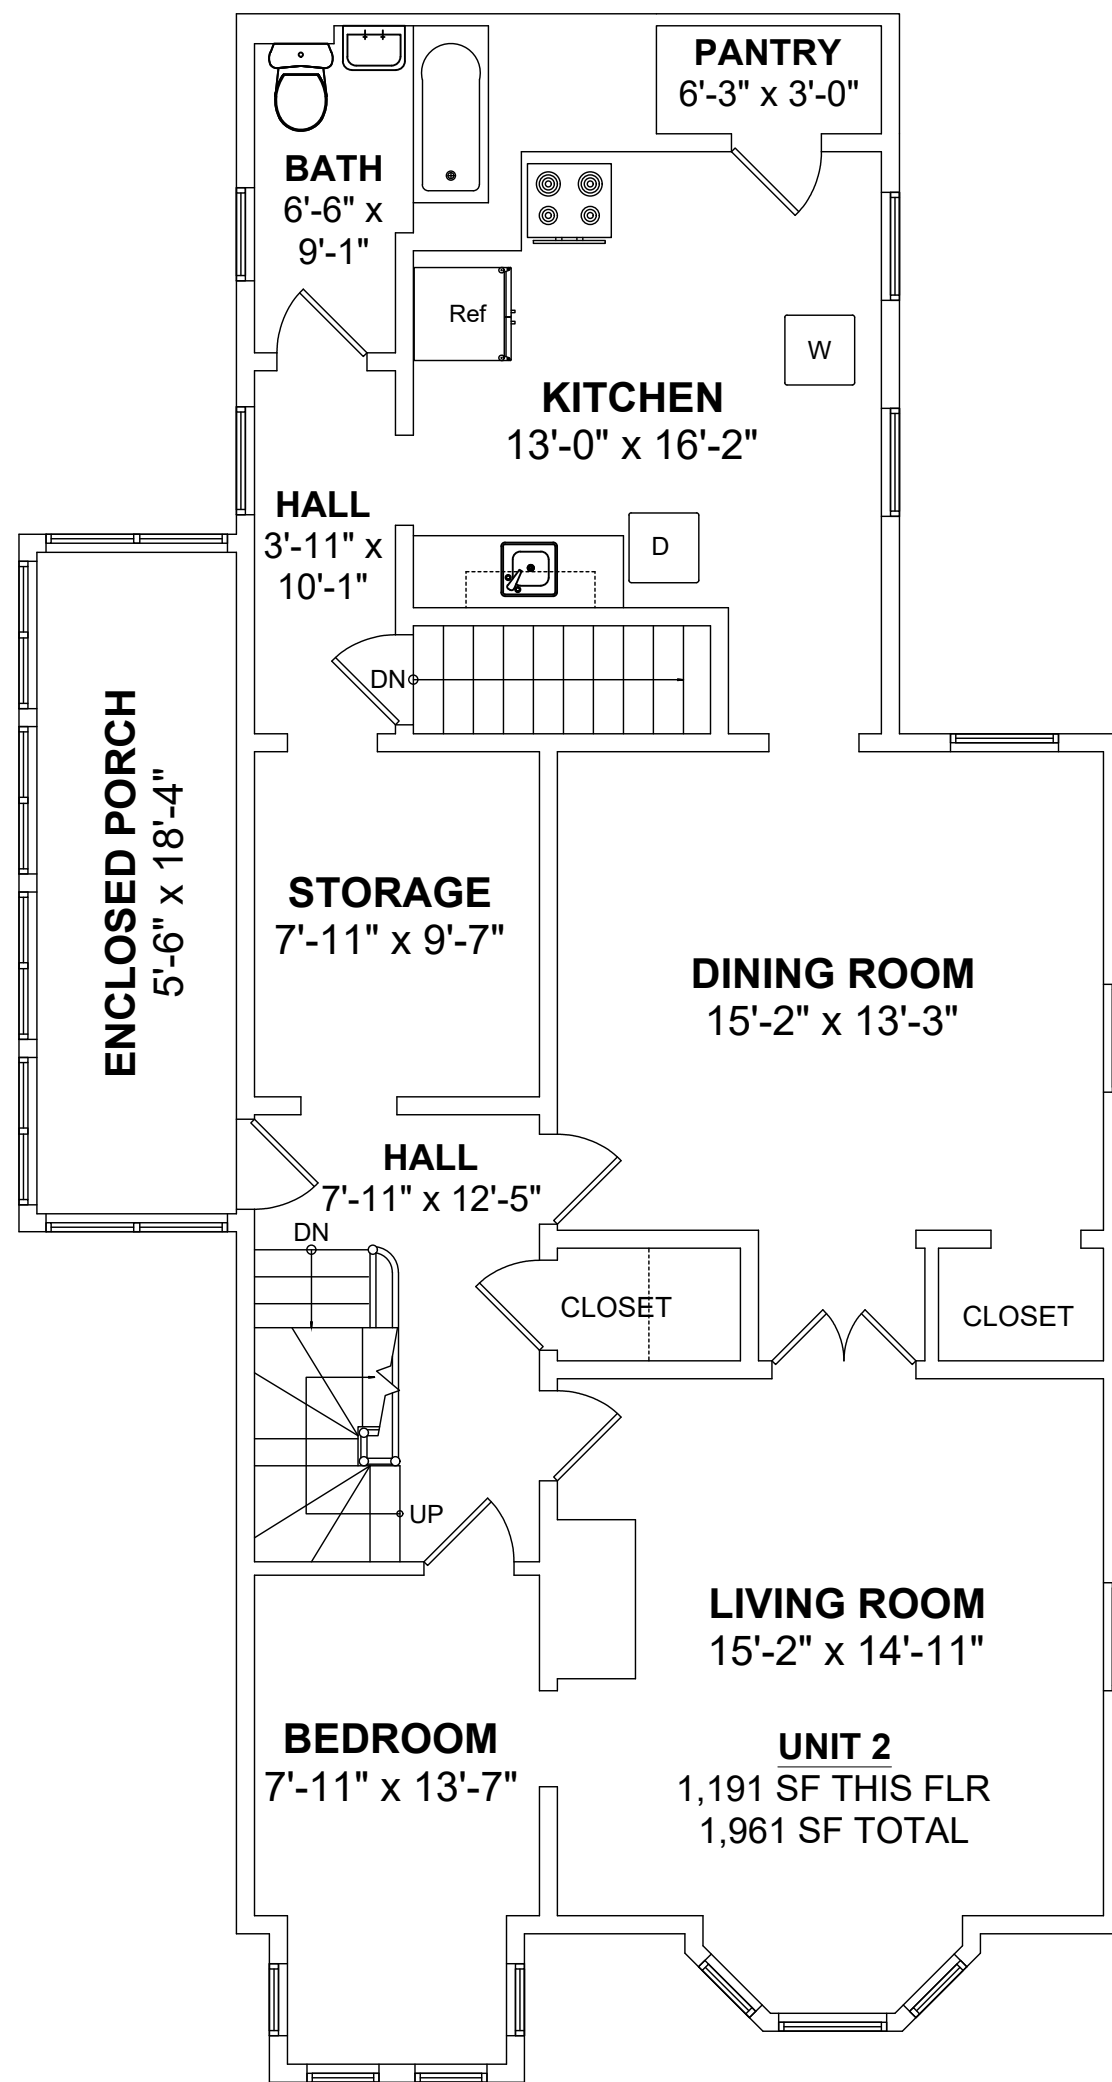 PANTRY
6'-3" x 3'-0"
BATH
6'-6" x
9'-1"
Ref
W
KITCHEN
13'-0" x 16'-2"
HALL
3'-11" x
10'-1"
D
DN
ENCLOSED PORCH
5'-6" x 18'-4"
STORAGE
7'-11" x 9'-7"
DINING ROOM
15'-2" x 13'-3"
HALL
7'-11" x 12'-5"
DN
CLOSET
CLOSET
UP
LIVING ROOM
15'-2" x 14'-11"
BEDROOM
7'-11" x 13'-7"
UNIT 2
1,191 SF THIS FLR
1,961 SF TOTAL